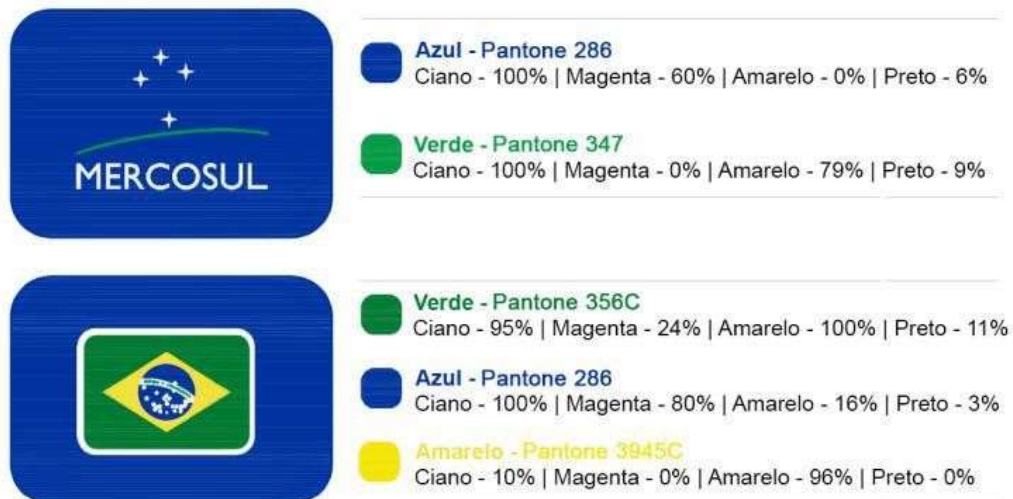 MERCOSUL
Azul - Pantone 286
Ciano - 100% | Magenta - 60% | Amarelo - 0% | Preto - 6%
Verde - Pantone 347
Ciano - 100% | Magenta - 0% | Amarelo - 79% | Preto - 9%
Verde - Pantone 356C
Ciano - 95% | Magenta - 24% | Amarelo - 100% | Preto - 11%
Azul - Pantone 286
Ciano - 100% | Magenta - 80% | Amarelo - 16% | Preto - 3%
Amarelo - Pantone 3945C
Ciano - 10% | Magenta - 0% | Amarelo - 96% | Preto - 0%